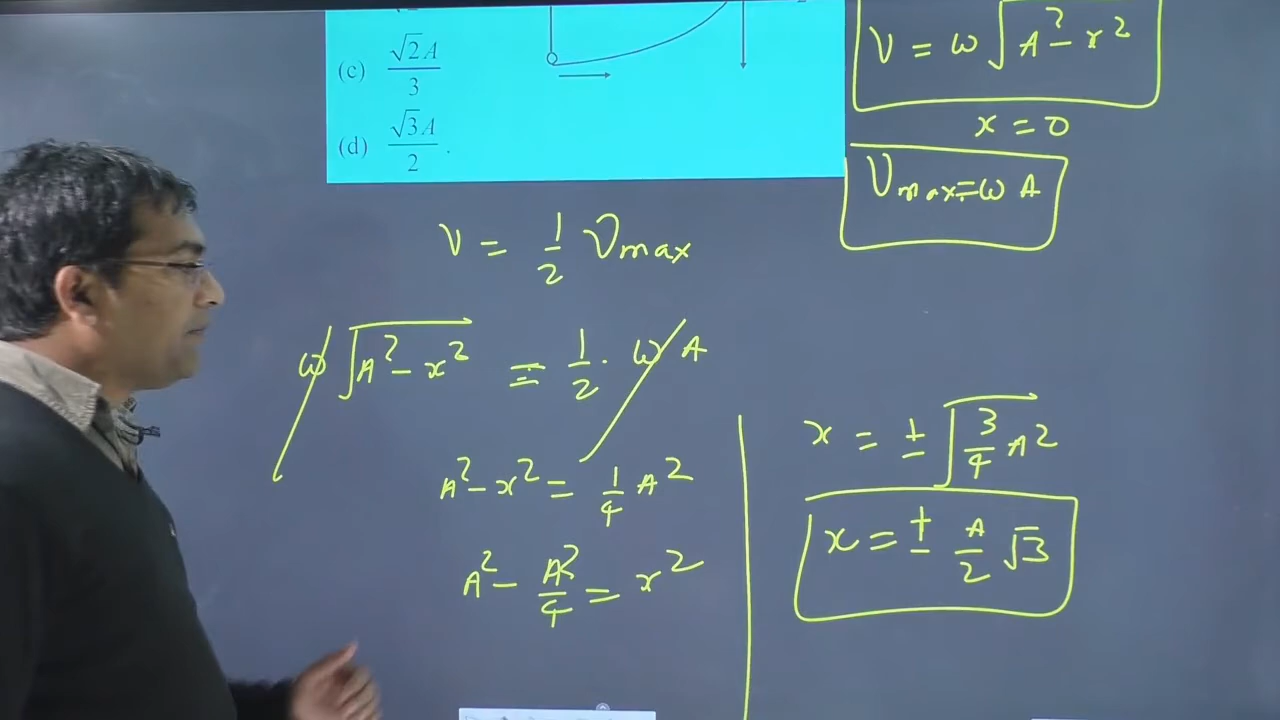 (c) √2A/3
(d) √3A/2 .
V = ω√(A² − x²)
x = 0
Vmax = ωA
V = 1/2 Vmax
ω√(A² − x²) = 1/2 · ωA
A² − x² = 1/4 A²
A² − A²/4 = x²
x = ± √(3/4 A²)
x = ± A/2 √3